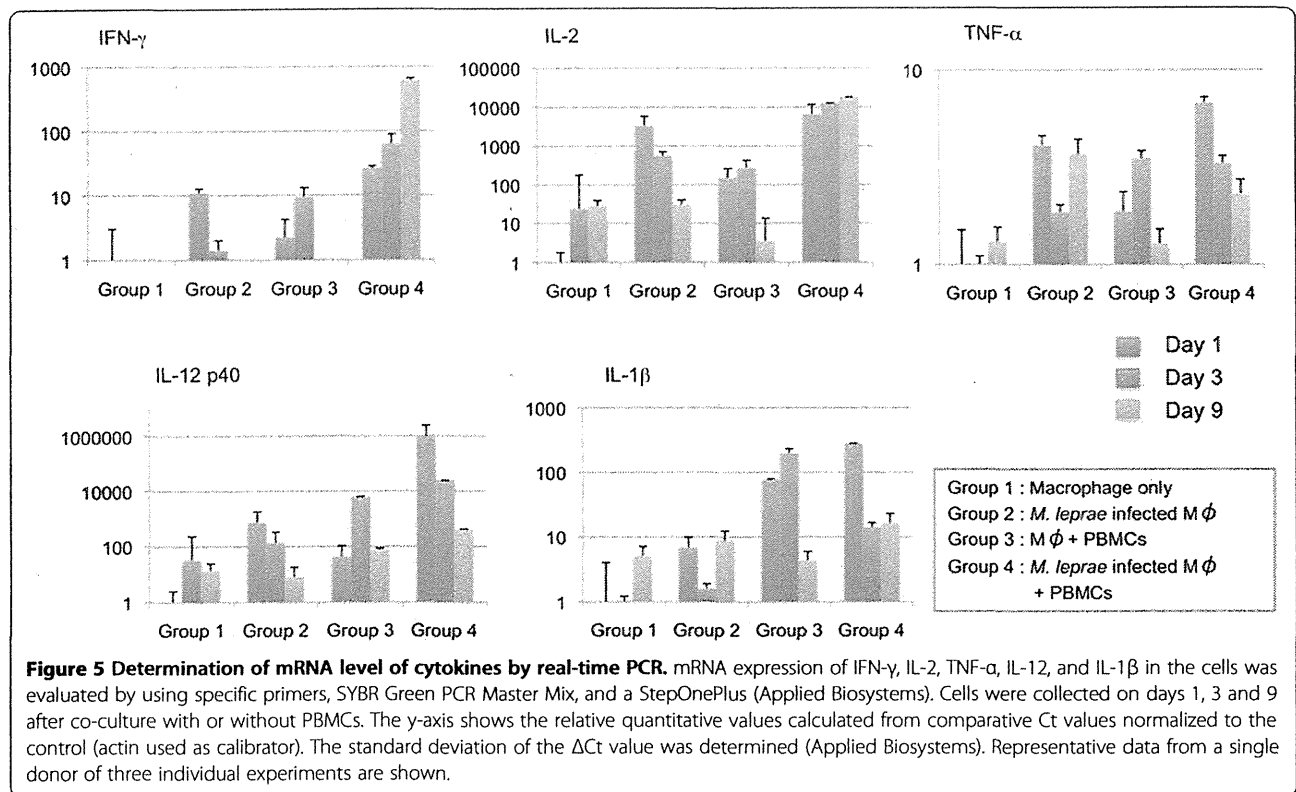 IFN-γ
1000
100
10
1
Group 1 Group 2 Group 3 Group 4
IL-2
100000
10000
1000
100
10
1
Group 1 Group 2 Group 3 Group 4
TNF-α
10
1
Group 1 Group 2 Group 3 Group 4
Day 1
Day 3
Day 9
IL-12 p40
1000000
10000
100
1
Group 1 Group 2 Group 3 Group 4
IL-1β
1000
100
10
1
Group 1 Group 2 Group 3 Group 4
Group 1 : Macrophage only
Group 2 : M. leprae infected Mϕ
Group 3 : Mϕ + PBMCs
Group 4 : M. leprae infected Mϕ
+ PBMCs
Figure 5 Determination of mRNA level of cytokines by real-time PCR. mRNA expression of IFN-γ, IL-2, TNF-α, IL-12, and IL-1β in the cells was
evaluated by using specific primers, SYBR Green PCR Master Mix, and a StepOnePlus (Applied Biosystems). Cells were collected on days 1, 3 and 9
after co-culture with or without PBMCs. The y-axis shows the relative quantitative values calculated from comparative Ct values normalized to the
control (actin used as calibrator). The standard deviation of the ΔCt value was determined (Applied Biosystems). Representative data from a single
donor of three individual experiments are shown.